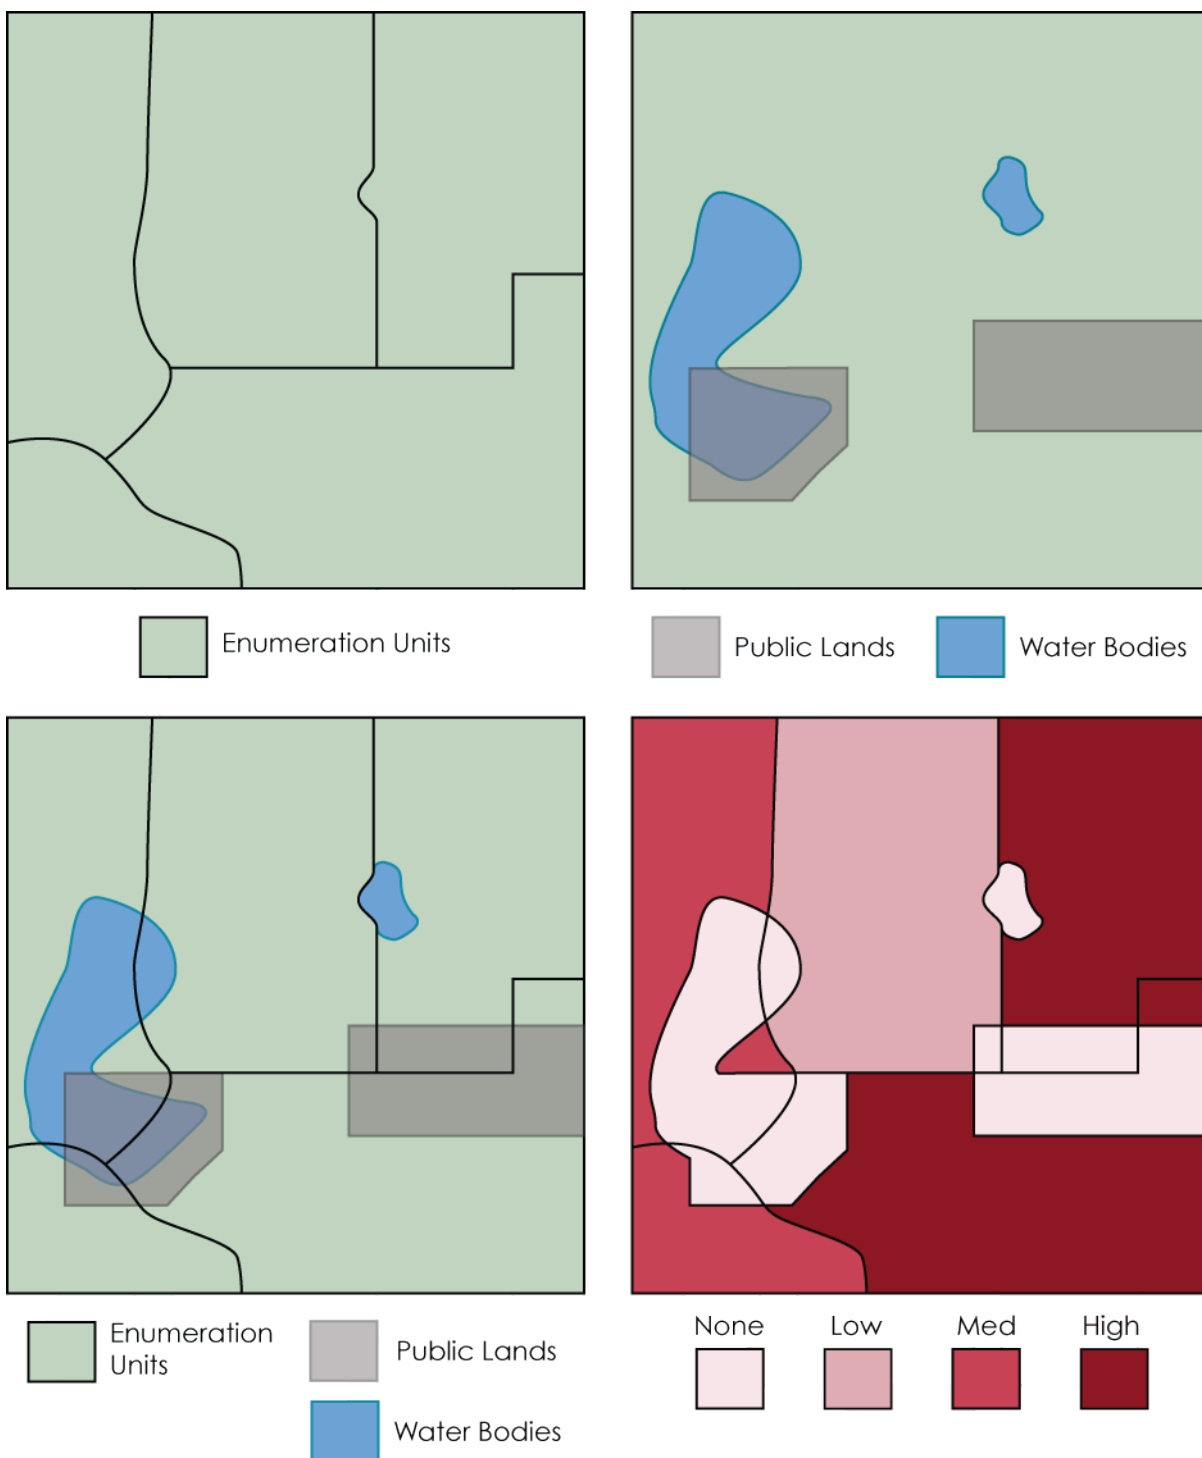 Enumeration Units
Public Lands
Water Bodies
Enumeration
Units
Public Lands
Water Bodies
None
Low
Med
High